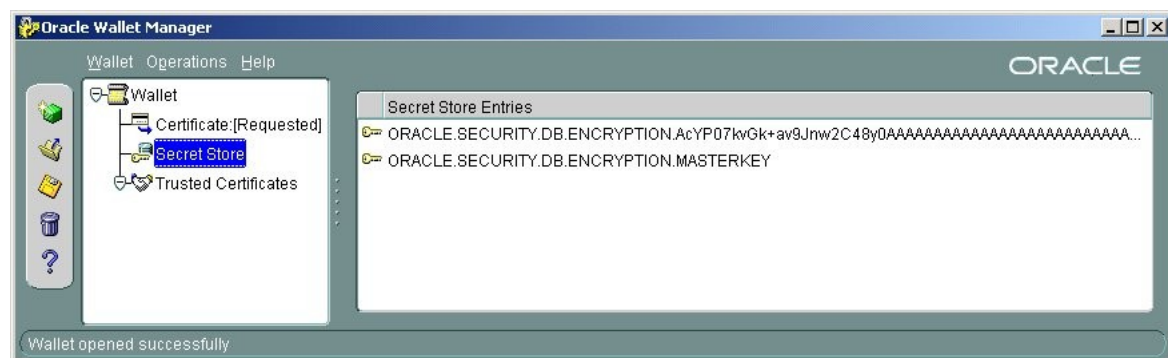 Oracle Wallet Manager
Wallet Operations Help
ORACLE
Wallet
Certificate:[Requested]
Secret Store
Trusted Certificates
Secret Store Entries
ORACLE.SECURITY.DB.ENCRYPTION.AcYP07kvGk+av9Jnw2C48y0AAAAAAAAAAAAAAAAAAAAAAAAAA...
ORACLE.SECURITY.DB.ENCRYPTION.MASTERKEY
Wallet opened successfully